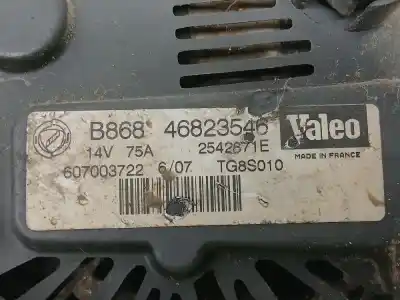 B868 46823546 Valeo
14V 75A 2542671E MADE IN FRANCE
607003722 6/07 TG8S010